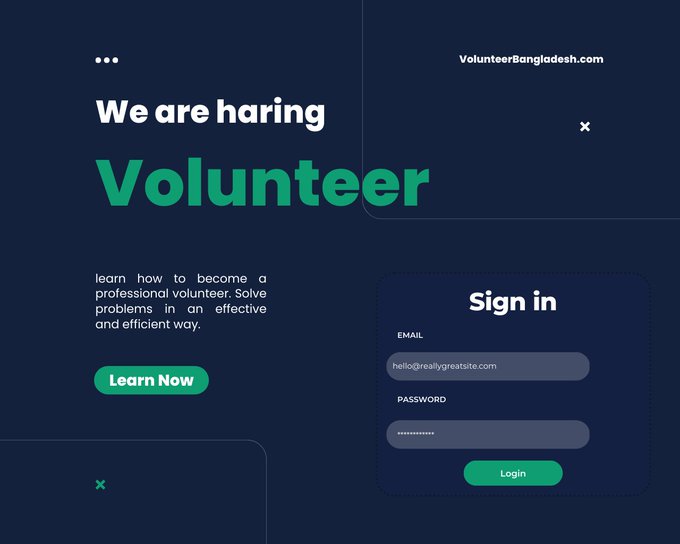 VolunteerBangladesh.com
We are haring
Volunteer
learn how to become a
professional volunteer. Solve
problems in an effective
and efficient way.
Learn Now
Sign in
EMAIL
hello@reallygreatsite.com
PASSWORD
************
Login